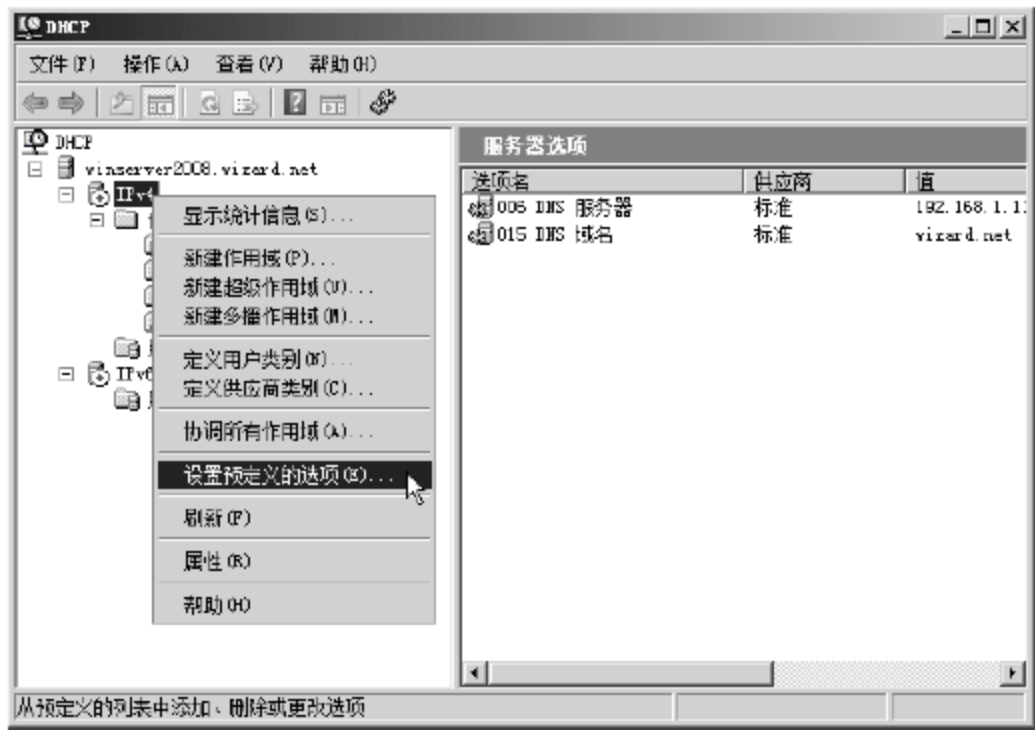 DHCP
文件(F) 操作(A) 查看(V) 帮助(H)
DHCP
winserver2008.wizard.net
IPv4
IPv6
显示统计信息(S)...
新建作用域(P)...
新建超级作用域(U)...
新建多播作用域(M)...
定义用户类别(N)...
定义供应商类别(C)...
协调所有作用域(A)...
设置预定义的选项(E)...
刷新(F)
属性(R)
帮助(H)
服务器选项
选项名 供应商 值
006 DNS 服务器 标准 192.168.1.1
015 DNS 域名 标准 wizard.net
从预定义的列表中添加、删除或更改选项